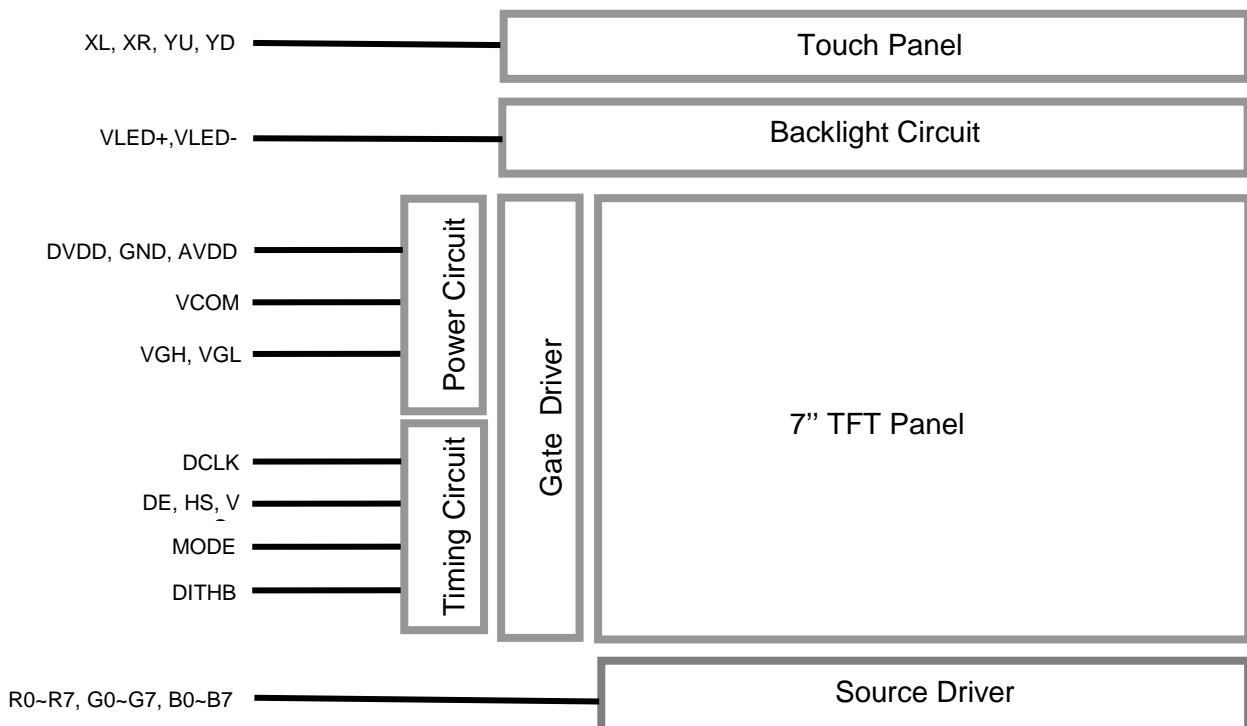 XL, XR, YU, YD
Touch Panel
VLED+,VLED-
Backlight Circuit
DVDD, GND, AVDD
VCOM
VGH, VGL
Power Circuit
Gate Driver
7’’ TFT Panel
DCLK
DE, HS, V
MODE
DITHB
Timing Circuit
R0~R7, G0~G7, B0~B7
Source Driver